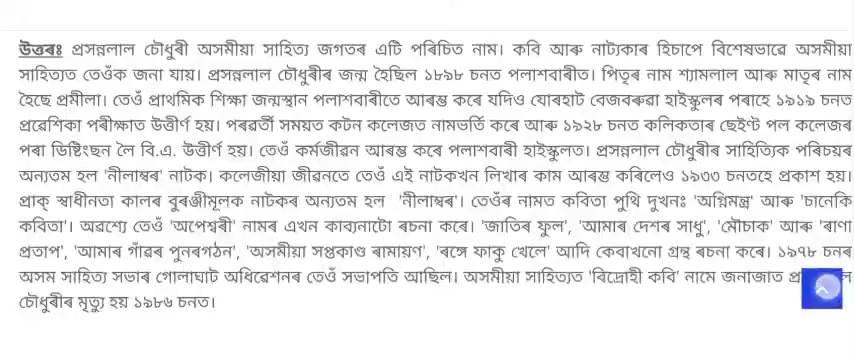 উত্তৰঃ প্ৰসন্নলাল চৌধুৰী অসমীয়া সাহিত্য জগতৰ এটি পৰিচিত নাম। কবি আৰু নাট্যকাৰ হিচাপে বিশেষভাৱে অসমীয়া
সাহিত্যত তেওঁক জনা যায়। প্ৰসন্নলাল চৌধুৰীৰ জন্ম হৈছিল ১৮৯৮ চনত পলাশবাৰীত। পিতৃৰ নাম শ্যামলাল আৰু মাতৃৰ নাম
হৈছে প্ৰমীলা। তেওঁ প্ৰাথমিক শিক্ষা জন্মস্থান পলাশবাৰীতে আৰম্ভ কৰে যদিও যোৰহাট বেজবৰুৱা হাইস্কুলৰ পৰাহে ১৯১৯ চনত
প্ৰৱেশিকা পৰীক্ষাত উত্তীৰ্ণ হয়। পৰৱৰ্তী সময়ত কটন কলেজত নামভৰ্তি কৰে আৰু ১৯২৮ চনত কলিকতাৰ ছেইণ্ট পল কলেজৰ
পৰা ডিষ্টিংছন লৈ বি.এ. উত্তীৰ্ণ হয়। তেওঁ কৰ্মজীৱন আৰম্ভ কৰে পলাশবাৰী হাইস্কুলত। প্ৰসন্নলাল চৌধুৰীৰ সাহিত্যিক পৰিচয়ৰ
অন্যতম হল 'নীলাম্বৰ' নাটক। কলেজীয়া জীৱনতে তেওঁ এই নাটকখন লিখাৰ কাম আৰম্ভ কৰিলেও ১৯৩৩ চনতহে প্ৰকাশ হয়।
প্ৰাক্ স্বাধীনতা কালৰ বুৰঞ্জীমূলক নাটকৰ অন্যতম হল 'নীলাম্বৰ'। তেওঁৰ নামত কবিতা পুথি দুখনঃ 'অগ্নিমন্ত্ৰ' আৰু 'চানেকি
কবিতা'। অৱশ্যে তেওঁ 'অপেশ্বৰী' নামৰ এখন কাব্যনাটো ৰচনা কৰে। 'জাতিৰ ফুল', 'আমাৰ দেশৰ সাধু', 'মৌচাক' আৰু 'ৰাণা
প্ৰতাপ', 'আমাৰ গাঁৱৰ পুনৰগঠন', 'অসমীয়া সপ্তকাণ্ড ৰামায়ণ', 'ৰঙ্গে ফাকু খেলে' আদি কেবাখনো গ্ৰন্থ ৰচনা কৰে। ১৯৭৮ চনৰ
অসম সাহিত্য সভাৰ গোলাঘাট অধিৱেশনৰ তেওঁ সভাপতি আছিল। অসমীয়া সাহিত্যত 'বিদ্ৰোহী কবি' নামে জনাজাত
চৌধুৰীৰ মৃত্যু হয় ১৯৮৬ চনত।